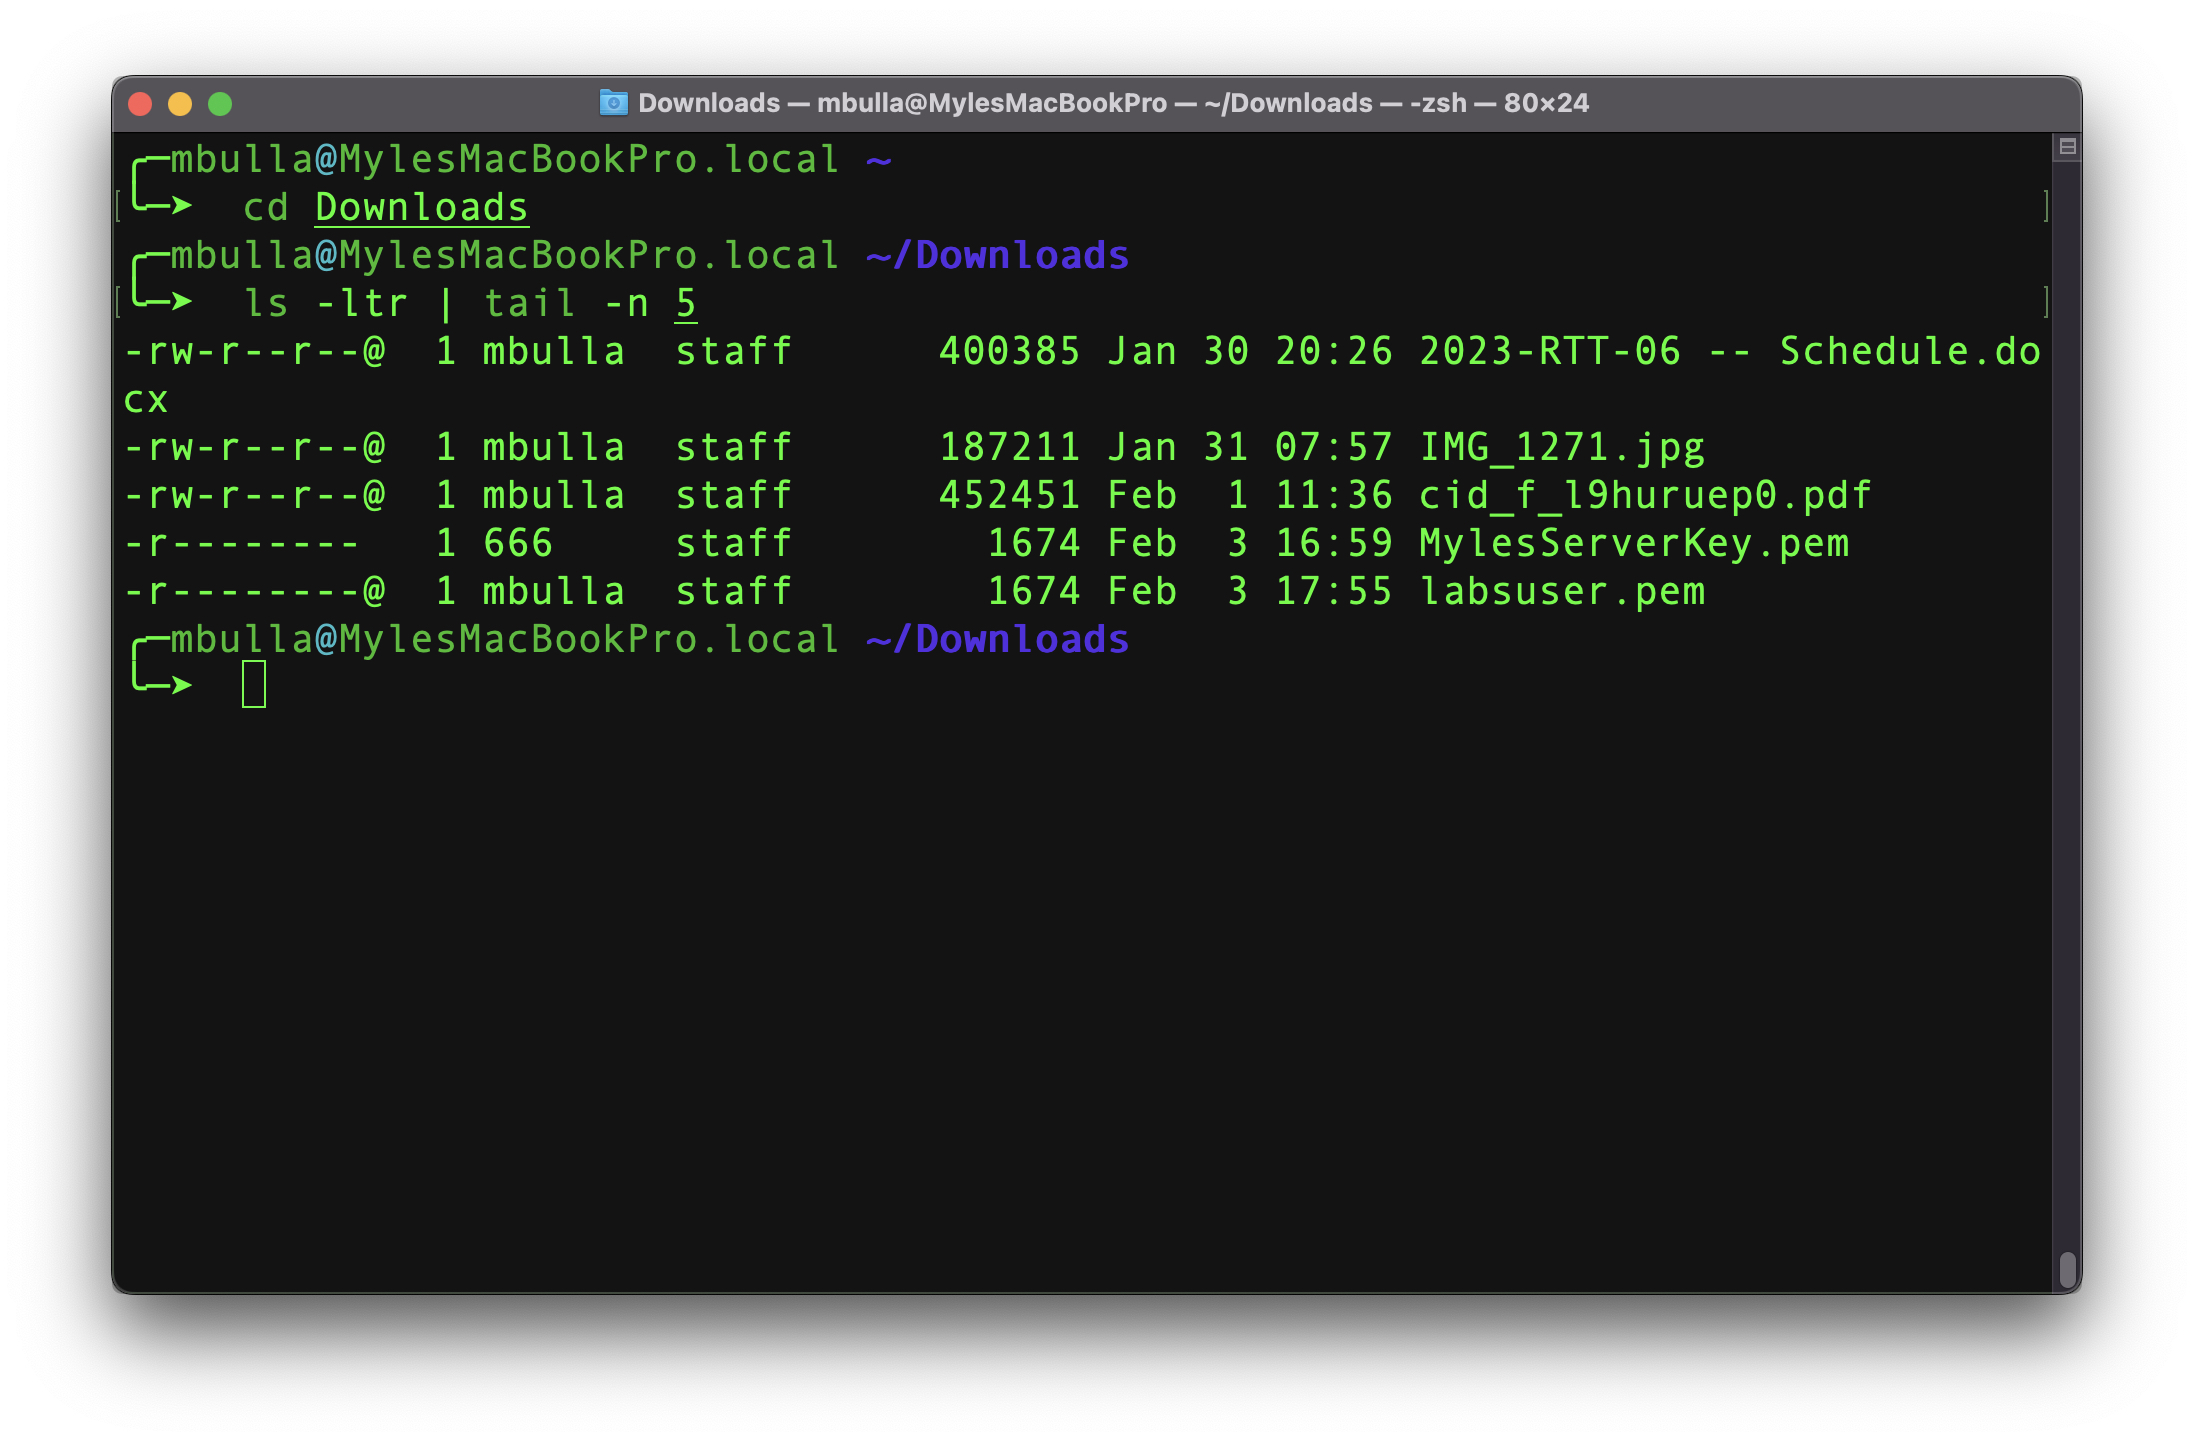 Downloads — mbulla@MylesMacBookPro — ~/Downloads — -zsh — 80×24
╭─mbulla@MylesMacBookPro.local ~
╰─➤  cd Downloads
╭─mbulla@MylesMacBookPro.local ~/Downloads
╰─➤  ls -ltr | tail -n 5
-rw-r--r--@  1 mbulla  staff      400385 Jan 30 20:26 2023-RTT-06 -- Schedule.do
cx
-rw-r--r--@  1 mbulla  staff      187211 Jan 31 07:57 IMG_1271.jpg
-rw-r--r--@  1 mbulla  staff      452451 Feb  1 11:36 cid_f_l9huruep0.pdf
-r--------   1 666     staff        1674 Feb  3 16:59 MylesServerKey.pem
-r--------@  1 mbulla  staff        1674 Feb  3 17:55 labsuser.pem
╭─mbulla@MylesMacBookPro.local ~/Downloads
╰─➤